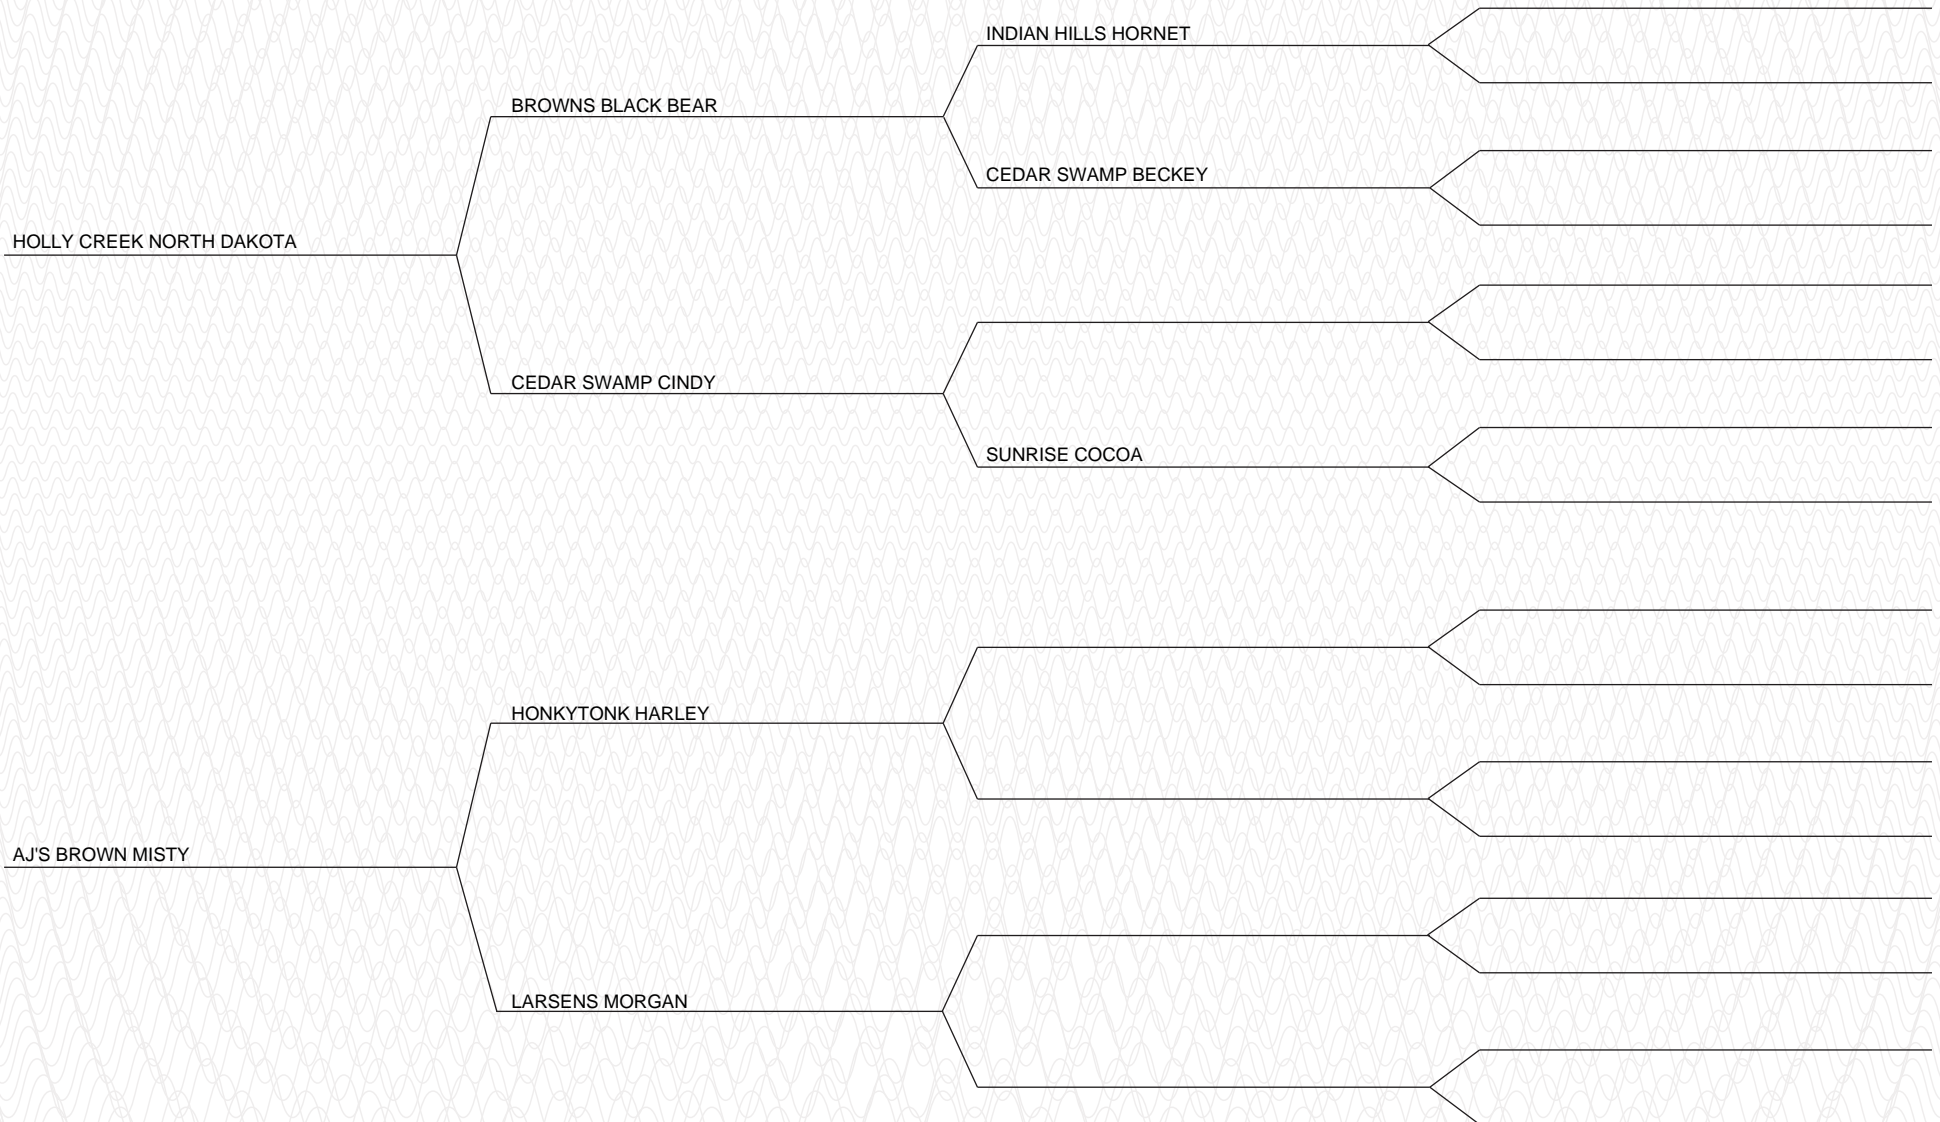 INDIAN HILLS HORNET
BROWNS BLACK BEAR
CEDAR SWAMP BECKEY
HOLLY CREEK NORTH DAKOTA
CEDAR SWAMP CINDY
SUNRISE COCOA
HONKYTONK HARLEY
AJ'S BROWN MISTY
LARSENS MORGAN